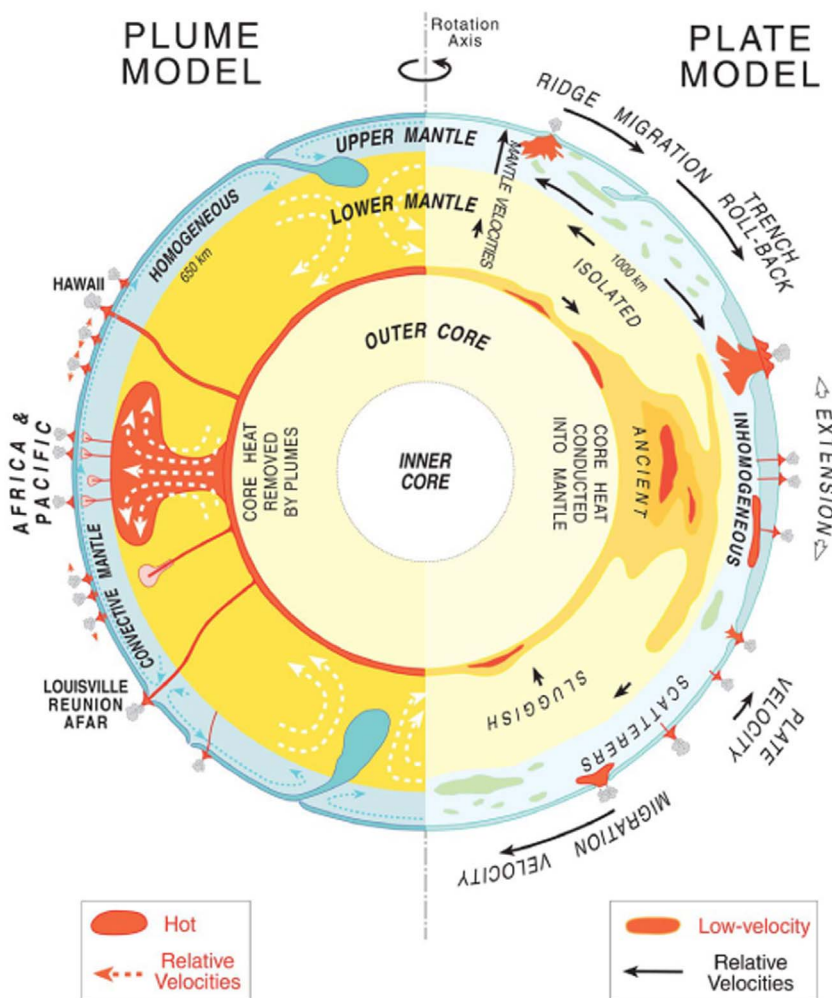 PLUME
MODEL
Rotation
Axis
PLATE
MODEL
UPPER MANTLE
LOWER MANTLE
HOMOGENEOUS
650 km
HAWAII
AFRICA &
PACIFIC
CORE HEAT
REMOVED
BY PLUMES
CONVECTIVE MANTLE
LOUISVILLE
REUNION
AFAR
OUTER CORE
INNER
CORE
RIDGE MIGRATION
TRENCH
ROLL-BACK
MANTLE VELOCITIES
1000 km
ISOLATED
CORE HEAT
CONDUCTED
INTO MANTLE
ANCIENT
INHOMOGENEOUS
EXTENSION
SLUGGISH
SCATTERERS
PLATE
VELOCITY
MIGRATION VELOCITY
Hot
Relative
Velocities
Low-velocity
Relative
Velocities